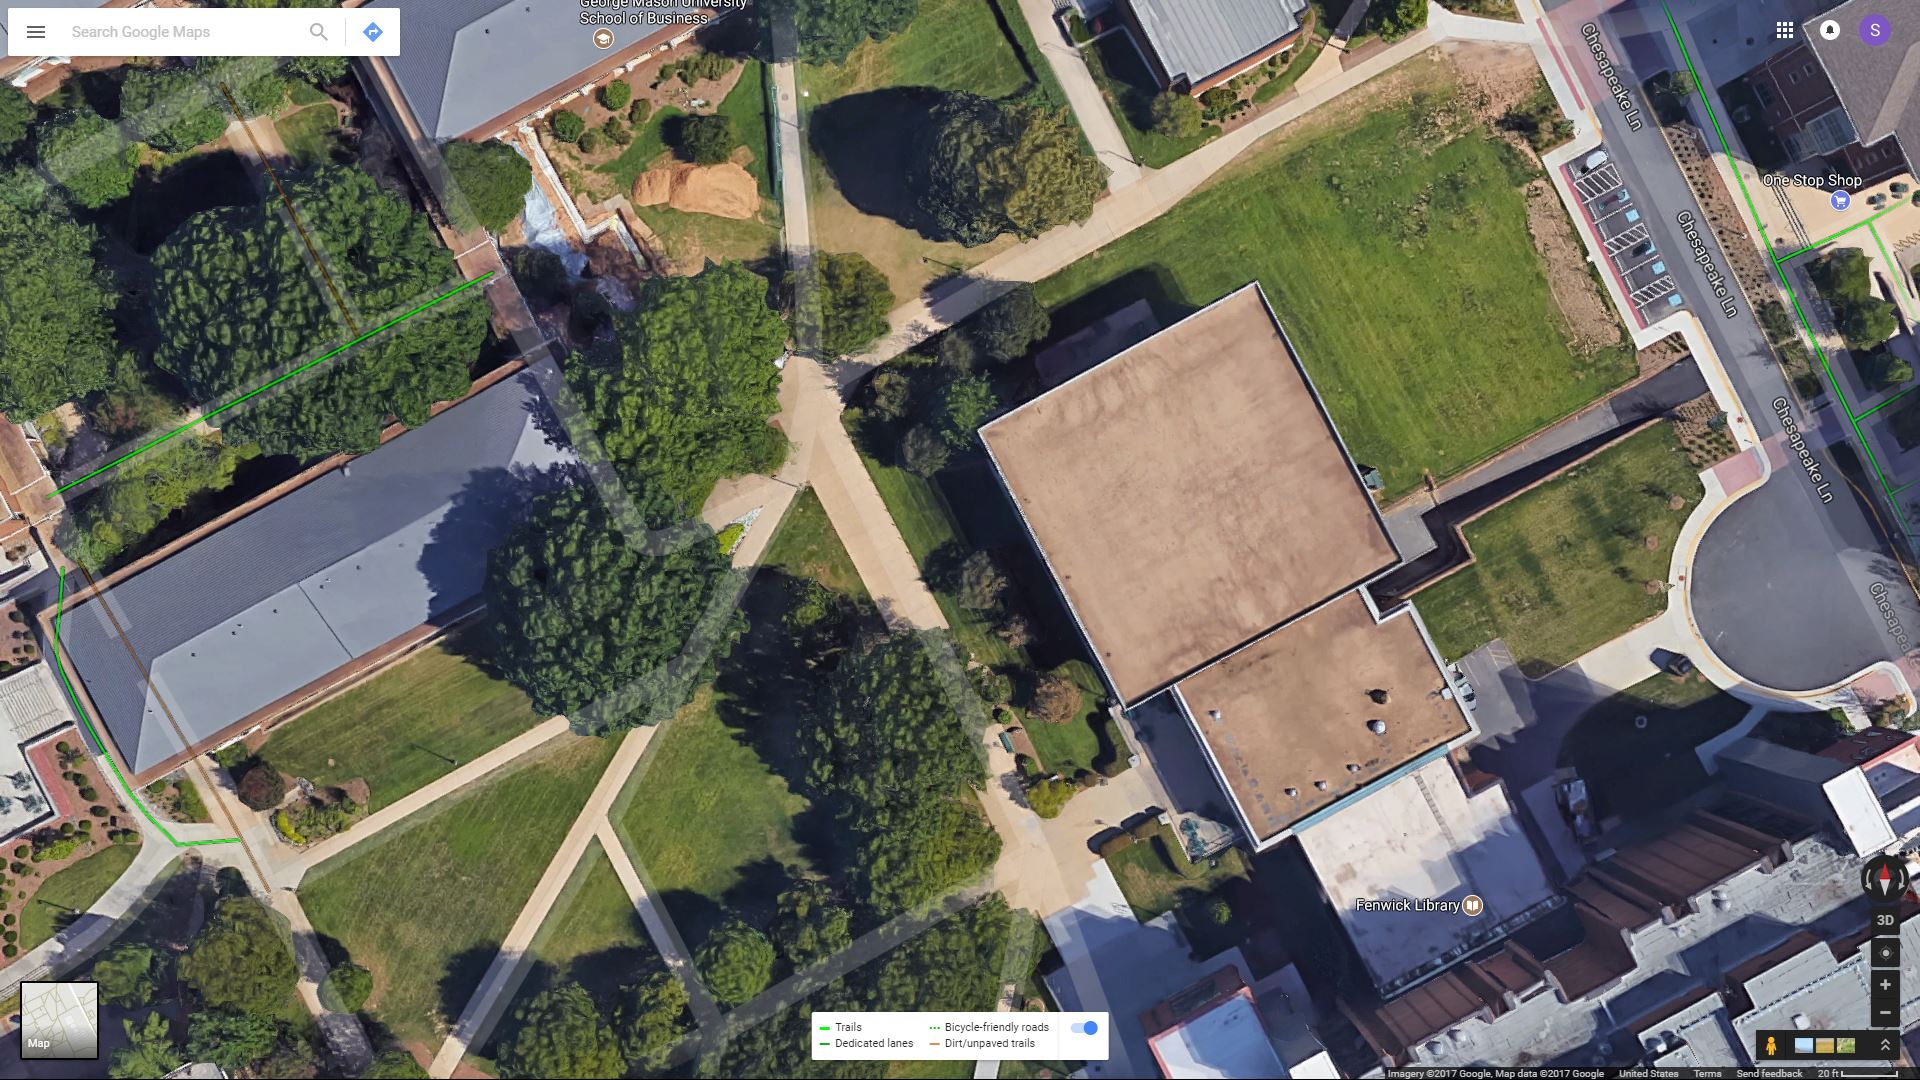 George Mason University
School of Business
Search Google Maps
S
Chesapeake Ln
One Stop Shop
Chesapeake Ln
Chesapeake Ln
Chesapeake
Fenwick Library
3D
Map
Trails
Bicycle-friendly roads
Dedicated lanes
Dirt/unpaved trails
Imagery ©2017 Google, Map data ©2017 Google United States Terms Send feedback 20 ft